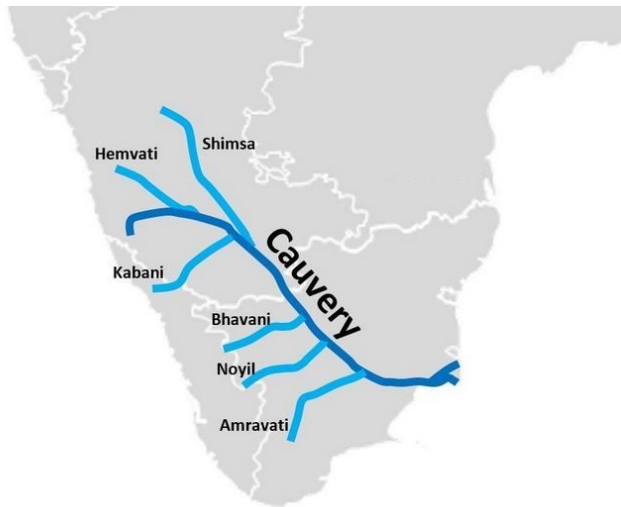 Shimsa
Hemvati
Cauvery
Kabani
Bhavani
Noyil
Amravati